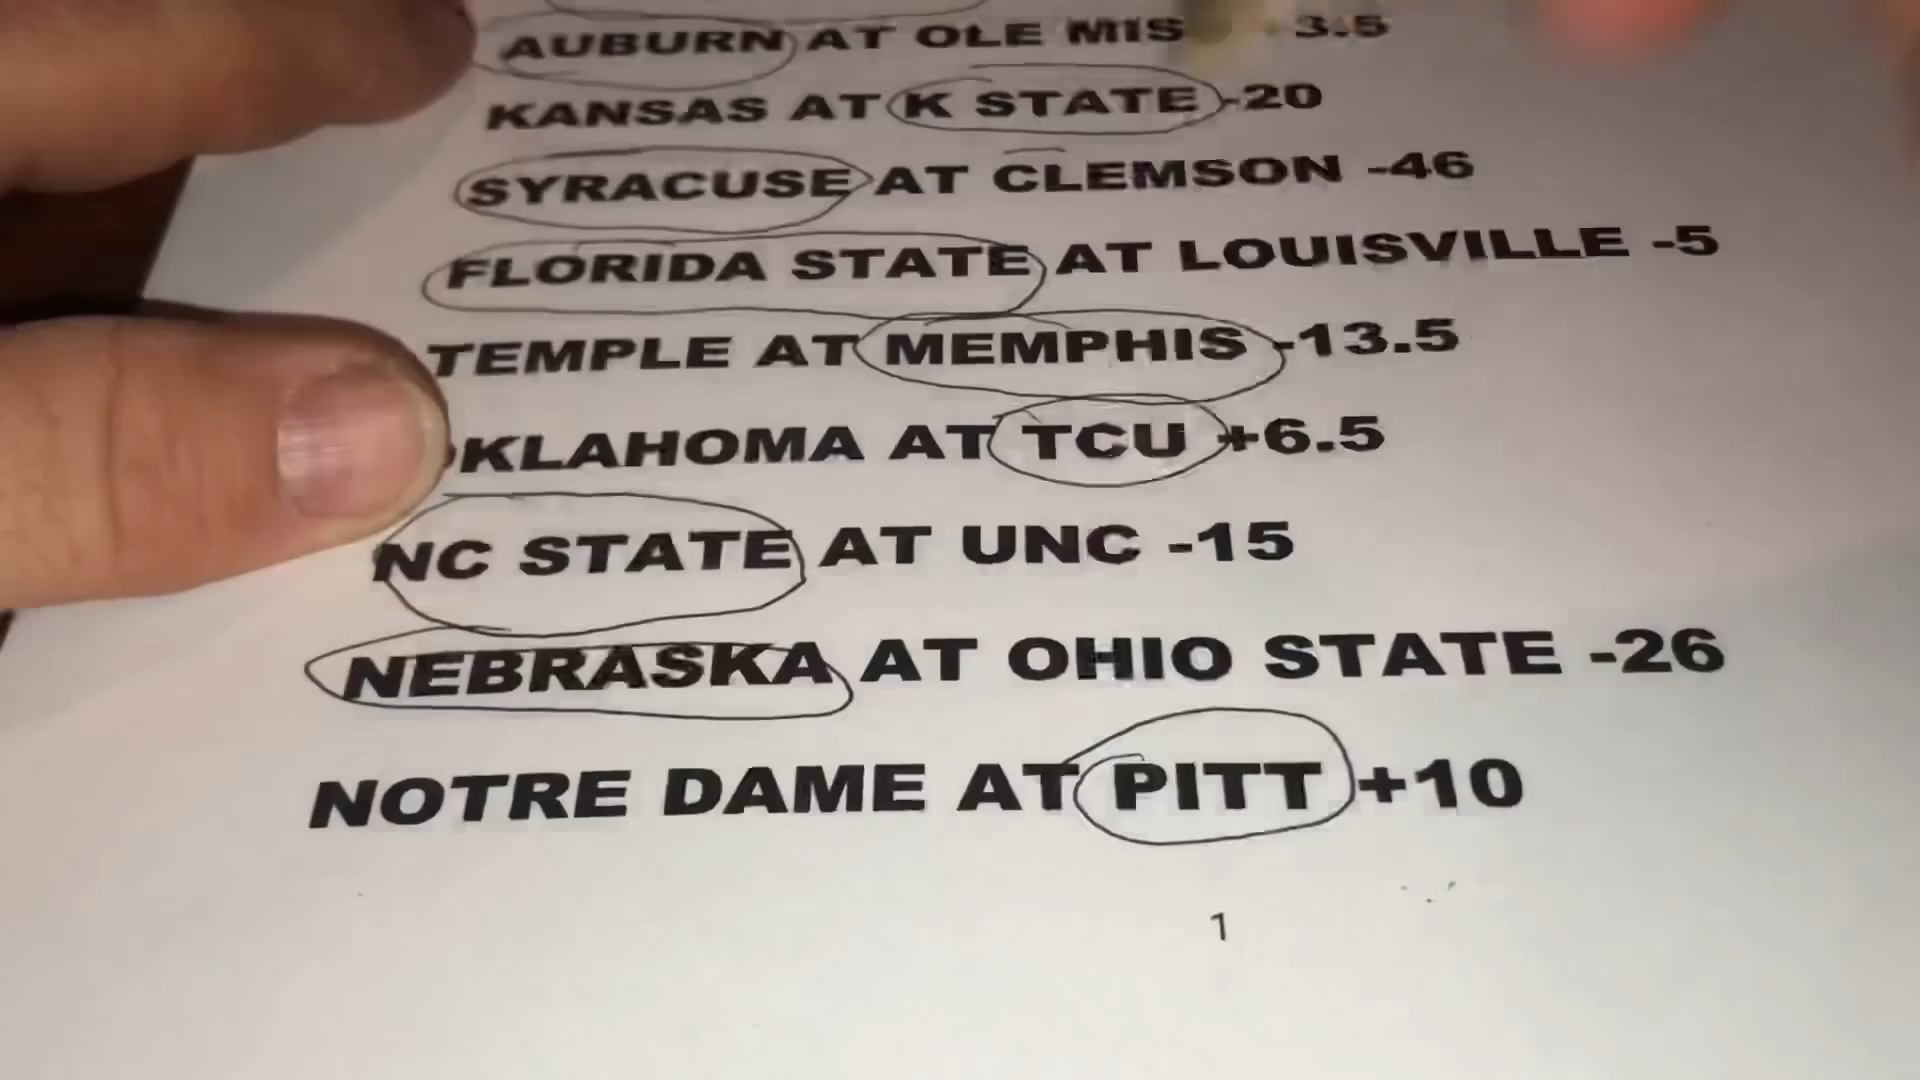 AUBURN AT OLE MIS 3.5
KANSAS AT K STATE -20
SYRACUSE AT CLEMSON -46
FLORIDA STATE AT LOUISVILLE -5
TEMPLE AT MEMPHIS -13.5
OKLAHOMA AT TCU +6.5
NC STATE AT UNC -15
NEBRASKA AT OHIO STATE -26
NOTRE DAME AT PITT +10
1